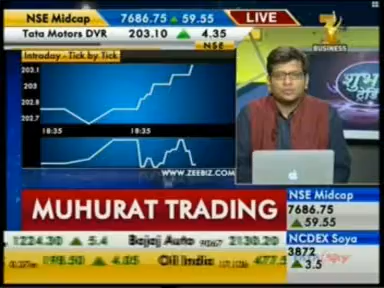 NSE Midcap 7686.75 ▲ 59.55 LIVE
Tata Motors DVR 203.10 ▲ 4.35
NSE
BUSINESS
Intraday - Tick by Tick
203.1
203
202.8
202.7
18:35 18:35
शुभ
WWW.ZEEBIZ.COM
MUHURAT TRADING
NSE Midcap
7686.75
▲ 59.55
1224.30 ▲ 5.4 Bajaj Auto 2130.20
NCDEX Soya
3872
▲ 3.5
198.50 ▲ 4.05 Oil India 477.5